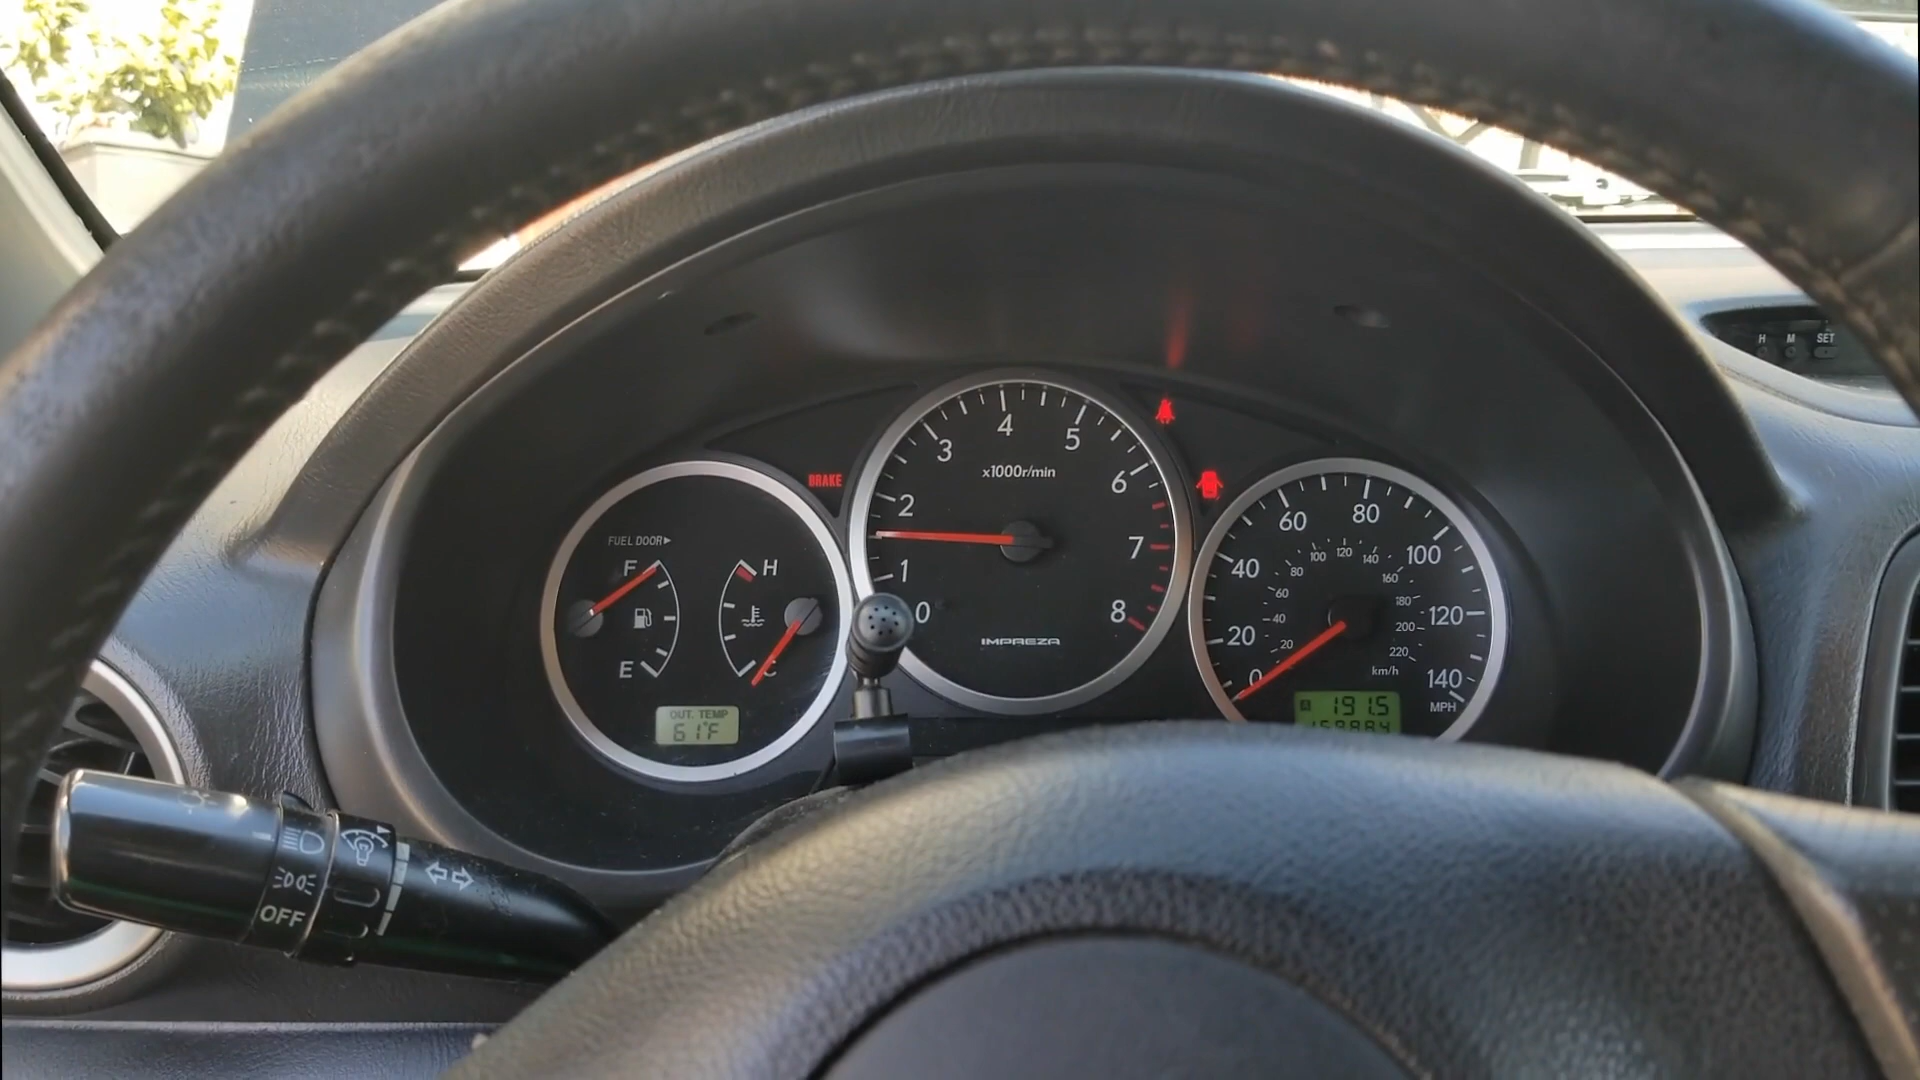 H M SET
BRAKE
FUEL DOOR
F
E
H
C
OUT. TEMP
61°F
0 1 2 3 4 5 6 7 8
x1000r/min
IMPREZA
0 20 40 60 80 100 120 140
MPH
20 40 60 80 100 120 140 160 180 200 220
km/h
A 191.5
OFF